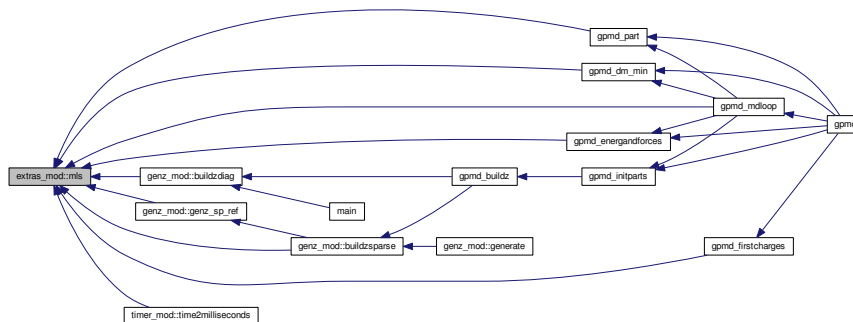 gpmd_part
gpmd_dm_min
gpmd_mdloop
gpmd
gpmd_energandforces
extras_mod::mls
genz_mod::buildzdiag
gpmd_buildz
gpmd_initparts
genz_mod::genz_sp_ref
main
genz_mod::buildzsparse
genz_mod::generate
gpmd_firstcharges
timer_mod::time2milliseconds